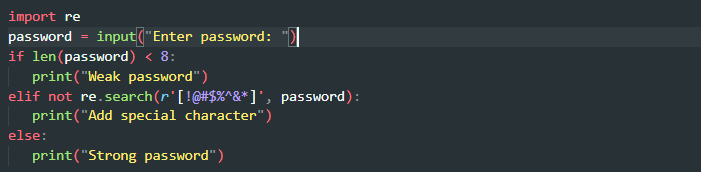 import re
password = input("Enter password: ")
if len(password) < 8:
   print("Weak password")
elif not re.search(r'[!@#$%^&*]', password):
   print("Add special character")
else:
   print("Strong password")